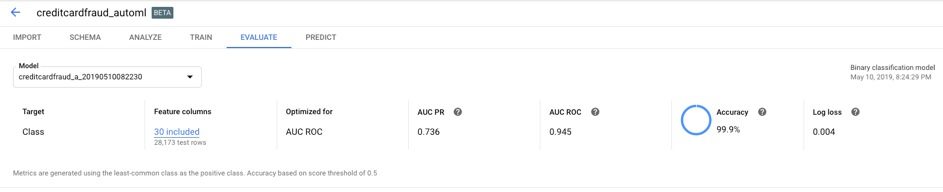 creditcardfraud_automl BETA
IMPORT SCHEMA ANALYZE TRAIN EVALUATE PREDICT
Model
creditcardfraud_a_20190510082230
Binary classification model
May 10, 2019, 8:24:29 PM
Target Feature columns Optimized for AUC PR AUC ROC Accuracy Log loss
Class 30 included AUC ROC 0.736 0.945 99.9% 0.004
28,173 test rows
Metrics are generated using the least-common class as the positive class. Accuracy based on score threshold of 0.5